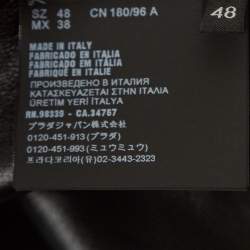 SZ 48 CN 180/96 A
MX 38
48
MADE IN ITALY
FABRICADO EN ITALIA
FABRICADO EM ITALIA
FABRIQUÉ EN ITALIE
ПРОИЗВЕДЕНО В ИТАЛИЯ
ΚΑΤΑΣΚΕΥΑΖΕΤΑΙ ΣΤΗΝ ΙΤΑΛΙΑ
ÜRETİM YERİ İTALYA
RN.98339 - CA.34767
プラダジャパン株式会社
0120-451-913 (プラダ)
0120-451-993 (ミュウミュウ)
프라다코리아(유) 02-3443-2323